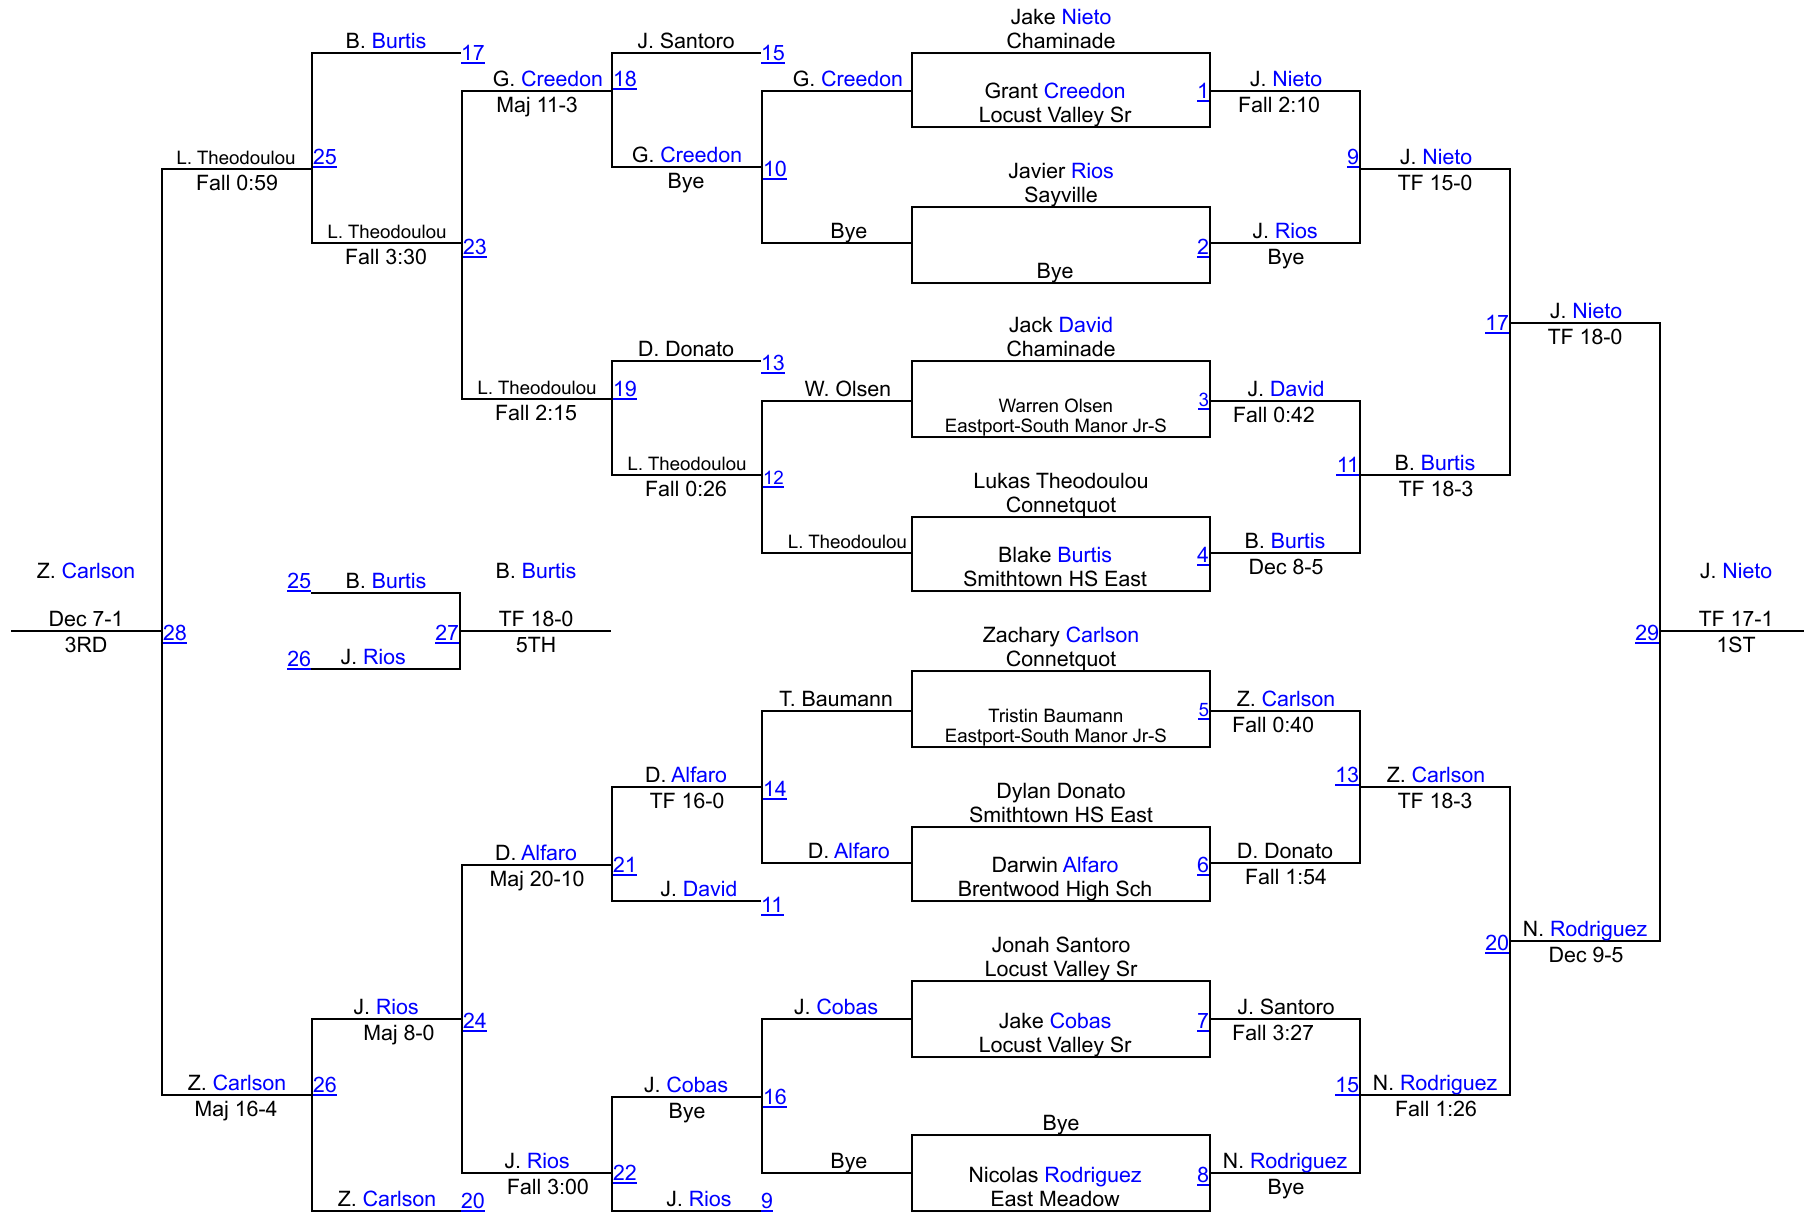 Jake Nieto
Chaminade
B. Burtis
17
J. Santoro
15
G. Creedon
18
Maj 11-3
G. Creedon
Grant Creedon
Locust Valley Sr
1
J. Nieto
Fall 2:10
L. Theodoulou
25
Fall 0:59
G. Creedon
Bye
10
Javier Rios
Sayville
9
J. Nieto
TF 15-0
L. Theodoulou
Fall 3:30
23
Bye
2
Bye
J. Rios
Bye
Jack David
Chaminade
17
J. Nieto
TF 18-0
D. Donato
13
L. Theodoulou
19
Fall 2:15
W. Olsen
Warren Olsen
Eastport-South Manor Jr-S
3
J. David
Fall 0:42
L. Theodoulou
Fall 0:26
12
Lukas Theodoulou
Connetquot
11
B. Burtis
TF 18-3
L. Theodoulou
Blake Burtis
Smithtown HS East
4
B. Burtis
Dec 8-5
Z. Carlson
Dec 7-1
3RD
28
25
B. Burtis
B. Burtis
27
TF 18-0
5TH
26
J. Rios
Zachary Carlson
Connetquot
29
J. Nieto
TF 17-1
1ST
T. Baumann
Tristin Baumann
Eastport-South Manor Jr-S
5
Z. Carlson
Fall 0:40
D. Alfaro
TF 16-0
14
Dylan Donato
Smithtown HS East
13
Z. Carlson
TF 18-3
D. Alfaro
Maj 20-10
21
D. Alfaro
Darwin Alfaro
Brentwood High Sch
6
D. Donato
Fall 1:54
J. David
11
Jonah Santoro
Locust Valley Sr
20
N. Rodriguez
Dec 9-5
J. Rios
Maj 8-0
24
J. Cobas
Jake Cobas
Locust Valley Sr
7
J. Santoro
Fall 3:27
Z. Carlson
Maj 16-4
26
J. Cobas
Bye
16
Bye
15
N. Rodriguez
Fall 1:26
J. Rios
Fall 3:00
22
Bye
Nicolas Rodriguez
East Meadow
8
N. Rodriguez
Bye
Z. Carlson
20
J. Rios
9